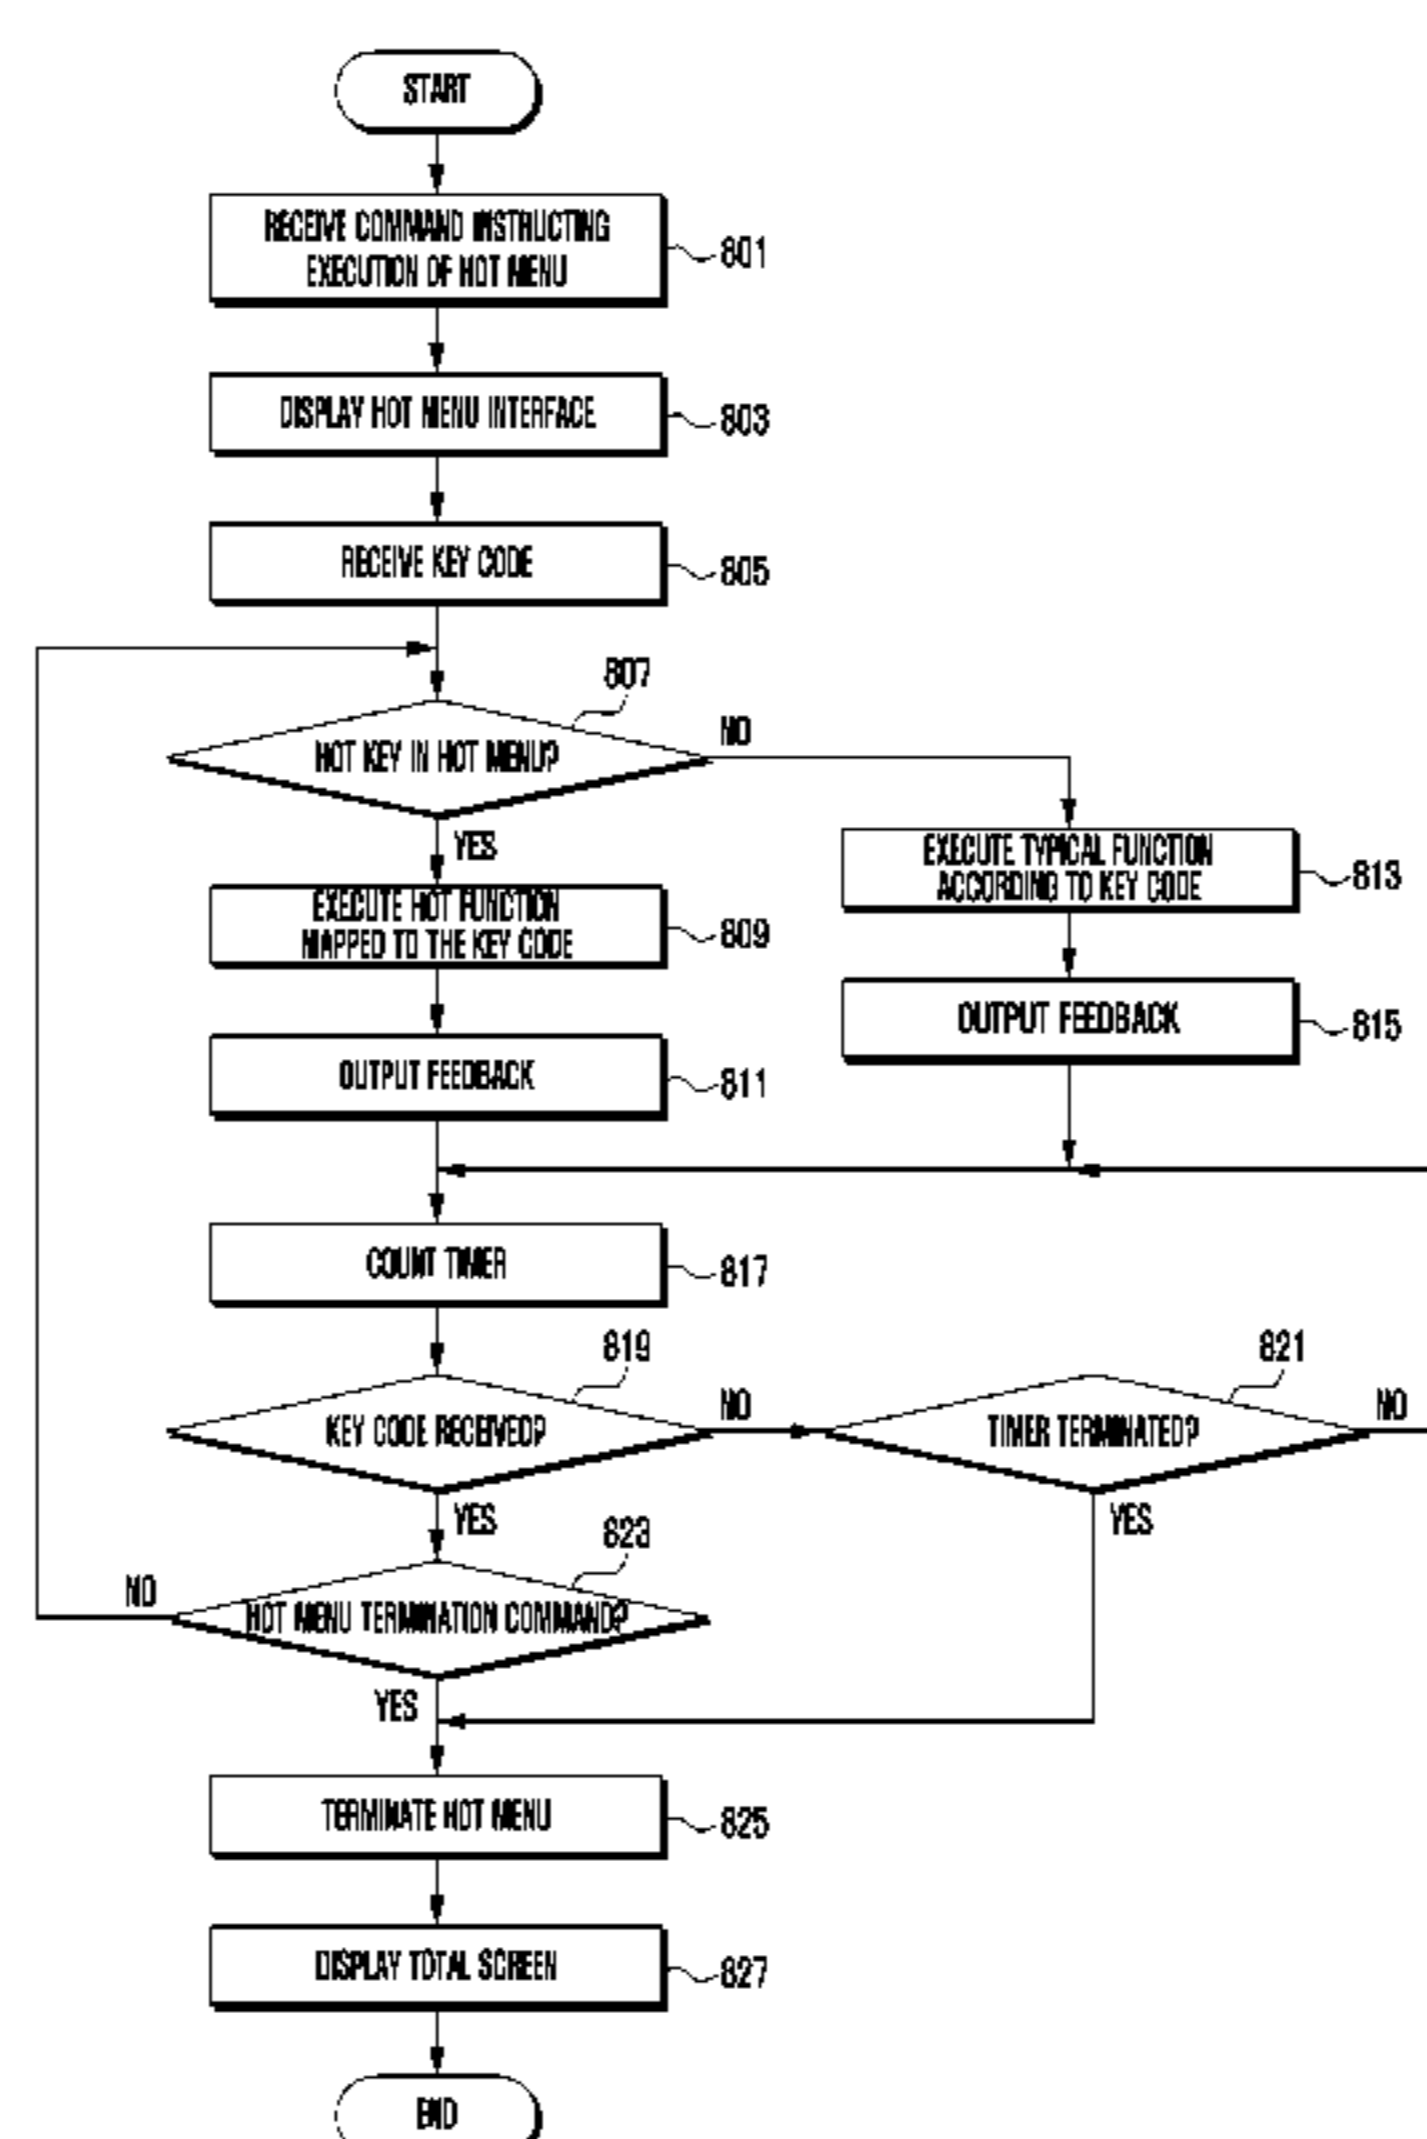 START
RECEIVE COMMAND INSTRUCTING
EXECUTION OF HOT MENU
801
DISPLAY HOT MENU INTERFACE
803
RECEIVE KEY CODE
805
807
HOT KEY IN HOT MENU?
NO
YES
EXECUTE HOT FUNCTION
MAPPED TO THE KEY CODE
809
EXECUTE TYPICAL FUNCTION
ACCORDING TO KEY CODE
813
OUTPUT FEEDBACK
811
OUTPUT FEEDBACK
815
COUNT TIMER
817
819
KEY CODE RECEIVED?
NO
YES
821
TIMER TERMINATED?
NO
YES
823
HOT MENU TERMINATION COMMAND?
NO
YES
TERMINATE HOT MENU
825
DISPLAY TOTAL SCREEN
827
END